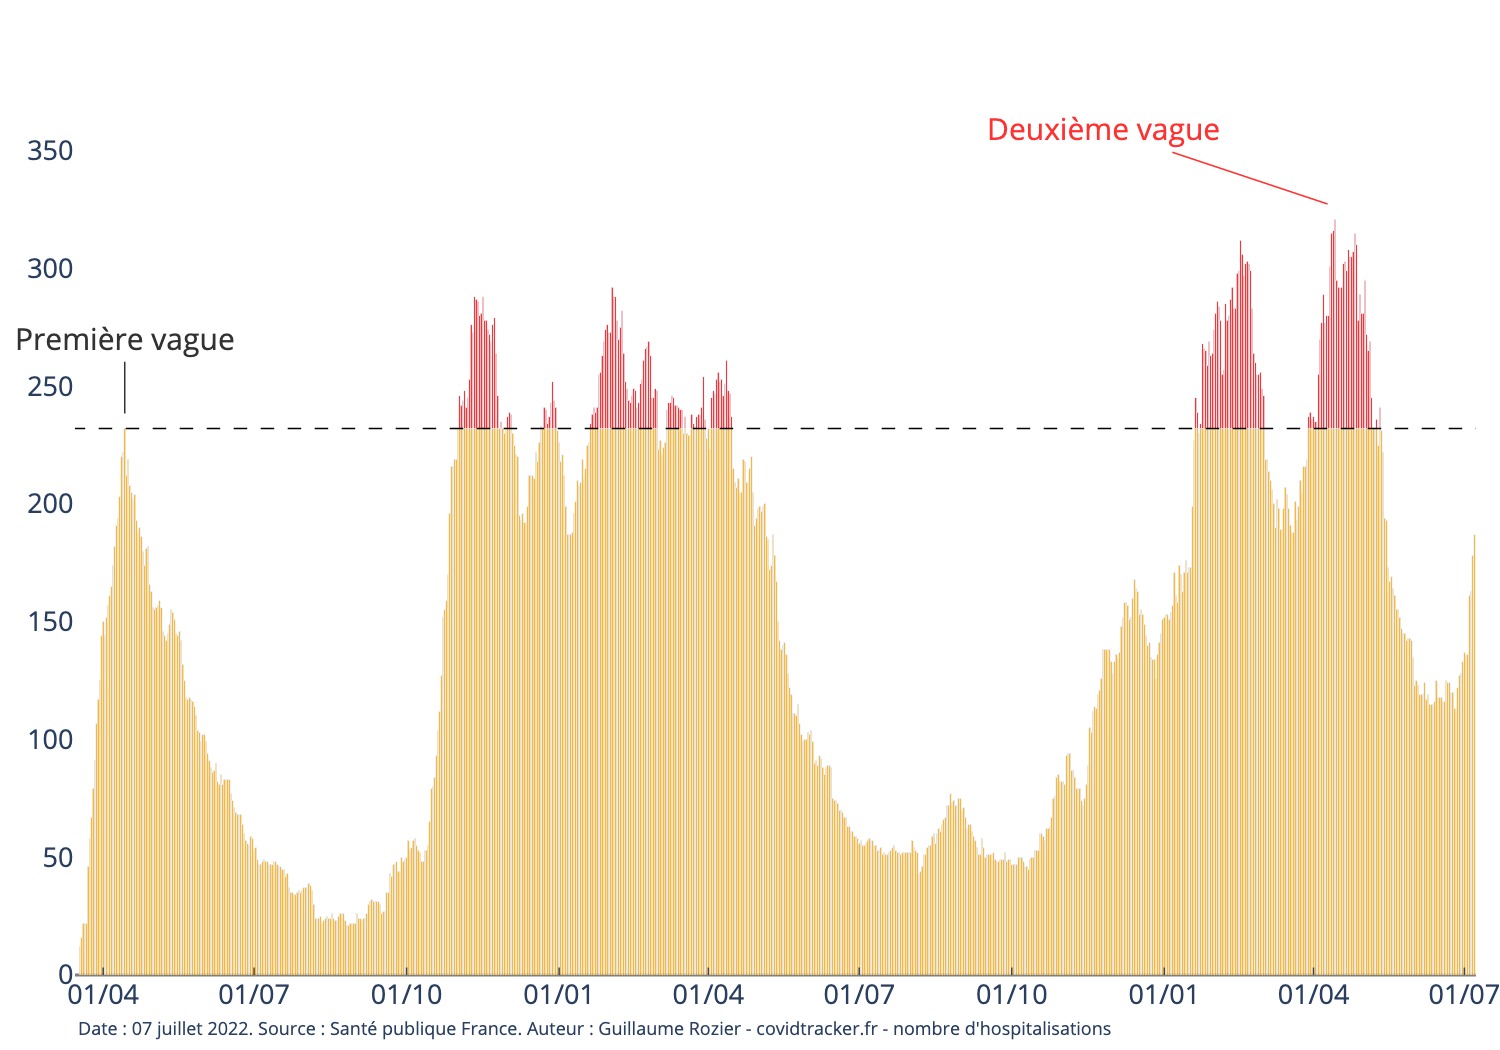 Deuxième vague
350
300
Première vague
250
200
150
100
50
0
01/04 01/07 01/10 01/01 01/04 01/07 01/10 01/01 01/04 01/07
Date : 07 juillet 2022. Source : Santé publique France. Auteur : Guillaume Rozier - covidtracker.fr - nombre d'hospitalisations